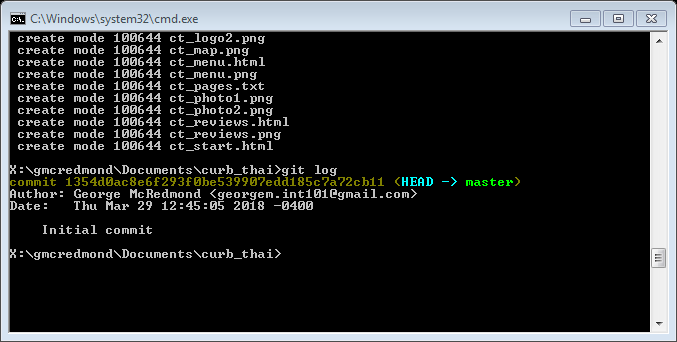 C:\Windows\system32\cmd.exe
create mode 100644 ct_logo2.png
create mode 100644 ct_map.png
create mode 100644 ct_menu.html
create mode 100644 ct_menu.png
create mode 100644 ct_pages.txt
create mode 100644 ct_photo1.png
create mode 100644 ct_photo2.png
create mode 100644 ct_reviews.html
create mode 100644 ct_reviews.png
create mode 100644 ct_start.html
X:\gmcredmond\Documents\curb_thai>git log
commit 1354d0ac8e6f293f0be539907edd185c7a72cb11 (HEAD -> master)
Author: George McRedmond <georgem.int101@gmail.com>
Date:   Thu Mar 29 12:45:05 2018 -0400
    Initial commit
X:\gmcredmond\Documents\curb_thai>